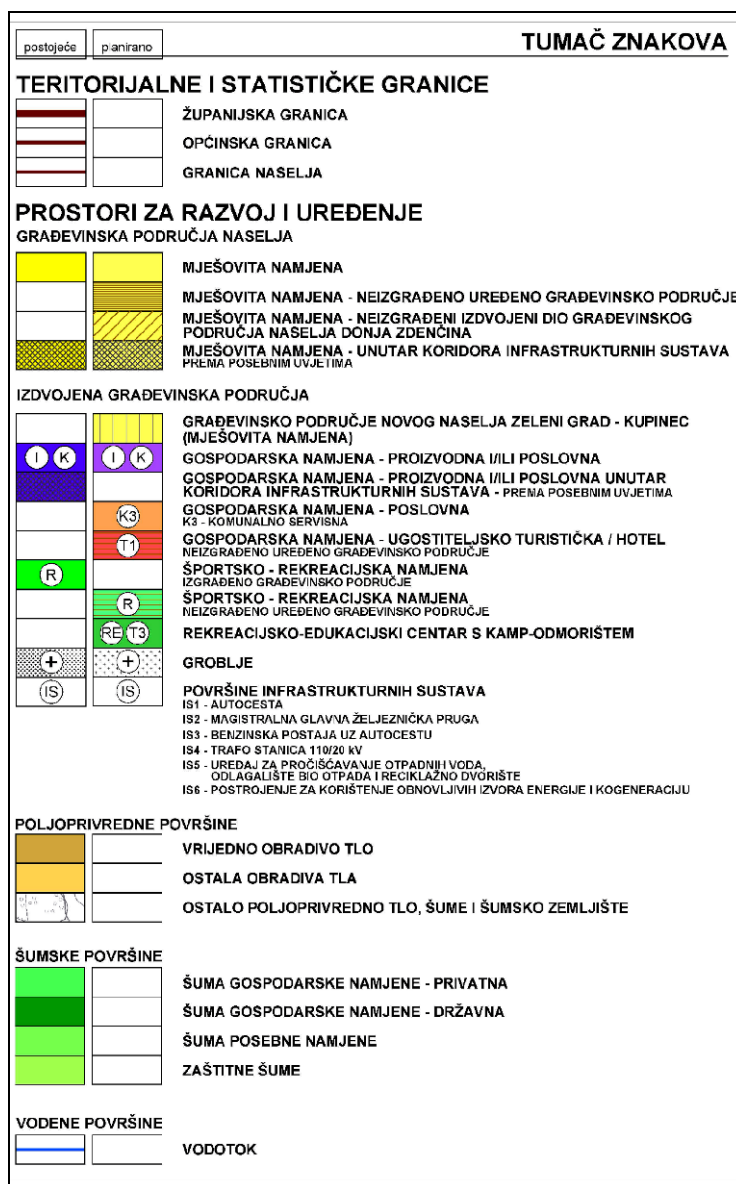 postojeće planirano TUMAČ ZNAKOVA
TERITORIJALNE I STATISTIČKE GRANICE
ŽUPANIJSKA GRANICA
OPĆINSKA GRANICA
GRANICA NASELJA
PROSTORI ZA RAZVOJ I UREĐENJE
GRAĐEVINSKA PODRUČJA NASELJA
MJEŠOVITA NAMJENA
MJEŠOVITA NAMJENA - NEIZGRAĐENO UREĐENO GRAĐEVINSKO PODRUČJE
MJEŠOVITA NAMJENA - NEIZGRAĐENI IZDVOJENI DIO GRAĐEVINSKOG
PODRUČJA NASELJA DONJA ZDENČINA
MJEŠOVITA NAMJENA - UNUTAR KORIDORA INFRASTRUKTURNIH SUSTAVA
PREMA POSEBNIM UVJETIMA
IZDVOJENA GRAĐEVINSKA PODRUČJA
GRAĐEVINSKO PODRUČJE NOVOG NASELJA ZELENI GRAD - KUPINEC
(MJEŠOVITA NAMJENA)
I K I K GOSPODARSKA NAMJENA - PROIZVODNA I/ILI POSLOVNA
GOSPODARSKA NAMJENA - PROIZVODNA I/ILI POSLOVNA UNUTAR
KORIDORA INFRASTRUKTURNIH SUSTAVA - PREMA POSEBNIM UVJETIMA
K3 GOSPODARSKA NAMJENA - POSLOVNA
K3 - KOMUNALNO SERVISNA
T1 GOSPODARSKA NAMJENA - UGOSTITELJSKO TURISTIČKA / HOTEL
NEIZGRAĐENO UREĐENO GRAĐEVINSKO PODRUČJE
R ŠPORTSKO - REKREACIJSKA NAMJENA
IZGRAĐENO GRAĐEVINSKO PODRUČJE
R ŠPORTSKO - REKREACIJSKA NAMJENA
NEIZGRAĐENO UREĐENO GRAĐEVINSKO PODRUČJE
RE T3 REKREACIJSKO-EDUKACIJSKI CENTAR S KAMP-ODMORIŠTEM
+ + GROBLJE
IS IS POVRŠINE INFRASTRUKTURNIH SUSTAVA
IS1 - AUTOCESTA
IS2 - MAGISTRALNA GLAVNA ŽELJEZNIČKA PRUGA
IS3 - BENZINSKA POSTAJA UZ AUTOCESTU
IS4 - TRAFO STANICA 110/20 kV
IS5 - UREĐAJ ZA PROČIŠĆAVANJE OTPADNIH VODA,
ODLAGALIŠTE BIO OTPADA I RECIKLAŽNO DVORIŠTE
IS6 - POSTROJENJE ZA KORIŠTENJE OBNOVLJIVIH IZVORA ENERGIJE I KOGENERACIJU
POLJOPRIVREDNE POVRŠINE
VRIJEDNO OBRADIVO TLO
OSTALA OBRADIVA TLA
OSTALO POLJOPRIVREDNO TLO, ŠUME I ŠUMSKO ZEMLJIŠTE
ŠUMSKE POVRŠINE
ŠUMA GOSPODARSKE NAMJENE - PRIVATNA
ŠUMA GOSPODARSKE NAMJENE - DRŽAVNA
ŠUMA POSEBNE NAMJENE
ZAŠTITNE ŠUME
VODENE POVRŠINE
VODOTOK